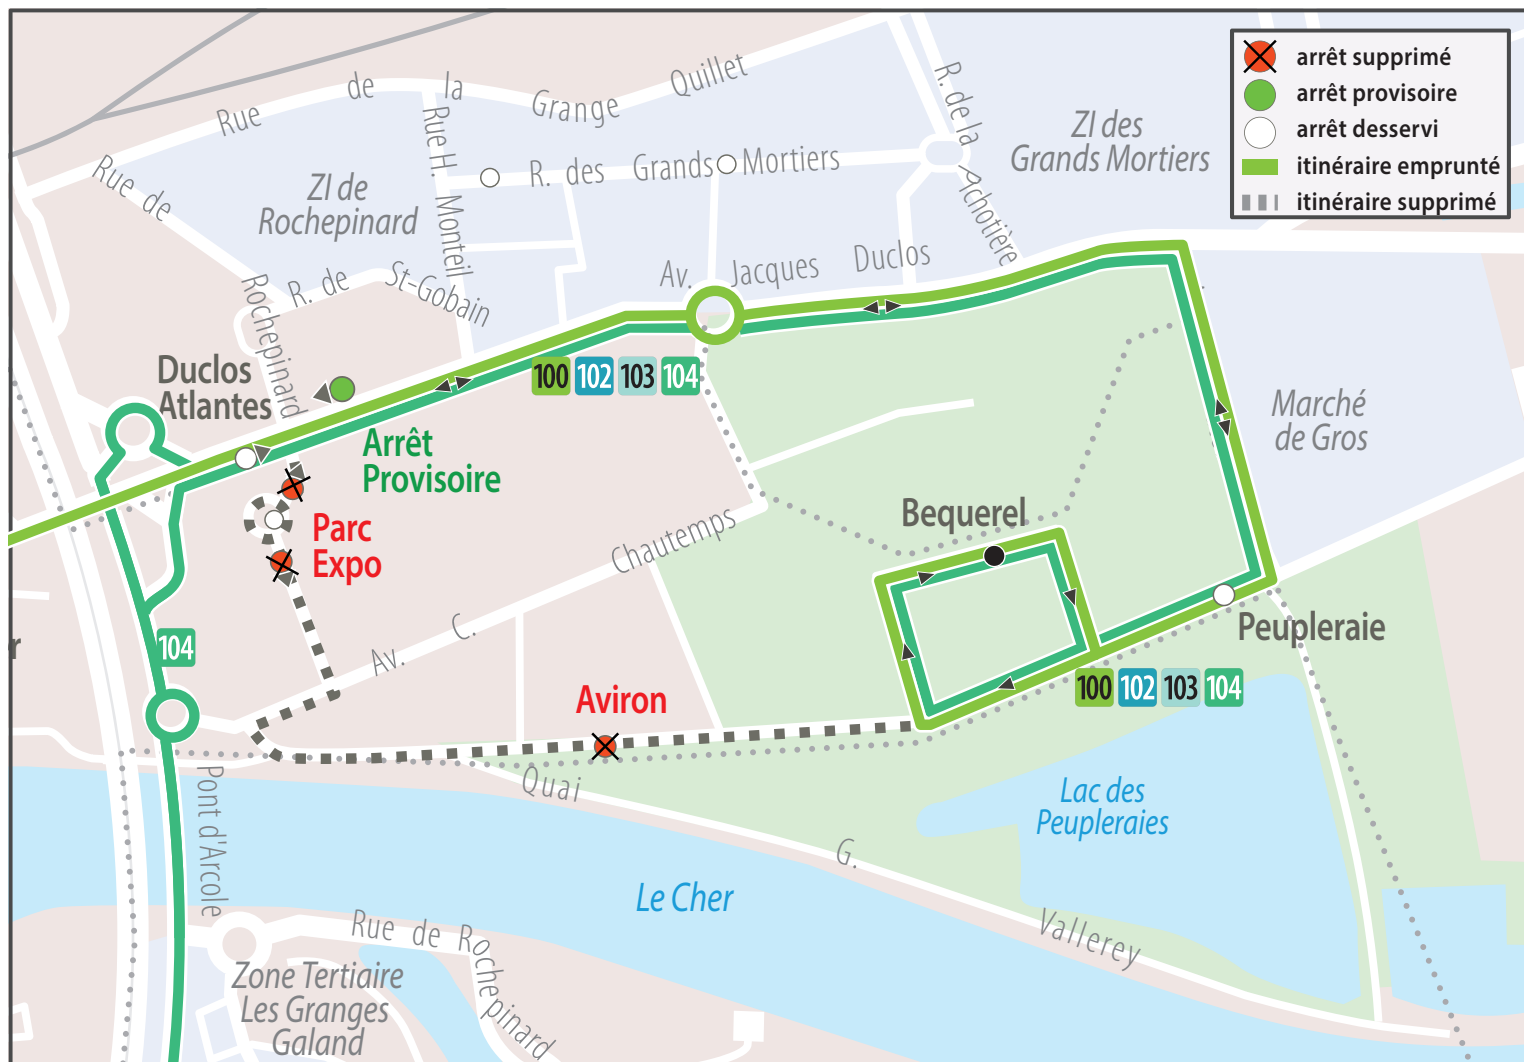 arrêt supprimé
arrêt provisoire
arrêt desservi
itinéraire emprunté
itinéraire supprimé
Rue de la Grange Quillet
R. de la Pichotière
ZI des
Grands Mortiers
Rue de Rochepinard
ZI de
Rochepinard
Rue H. Monteil
R. des Grands Mortiers
R. de St-Gobain
Av. Jacques Duclos
Duclos
Atlantes
100 102 103 104
Arrêt
Provisoire
Marché
de Gros
Parc
Expo
Bequerel
Av. C. Chautemps
r
104
Peupleraie
100 102 103 104
Aviron
Pont d'Arcole
Quai G. Vallerey
Lac des
Peupleraies
Le Cher
Rue de Rochepinard
Zone Tertiaire
Les Granges
Galand